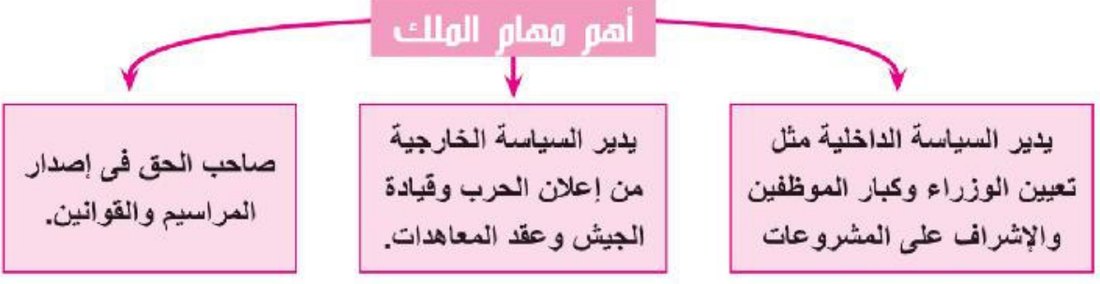 أهم مهام الملك
يدير السياسة الداخلية مثل
تعيين الوزراء وكبار الموظفين
والإشراف على المشروعات
يدير السياسة الخارجية
من إعلان الحرب وقيادة
الجيش وعقد المعاهدات.
صاحب الحق فى إصدار
المراسيم والقوانين.